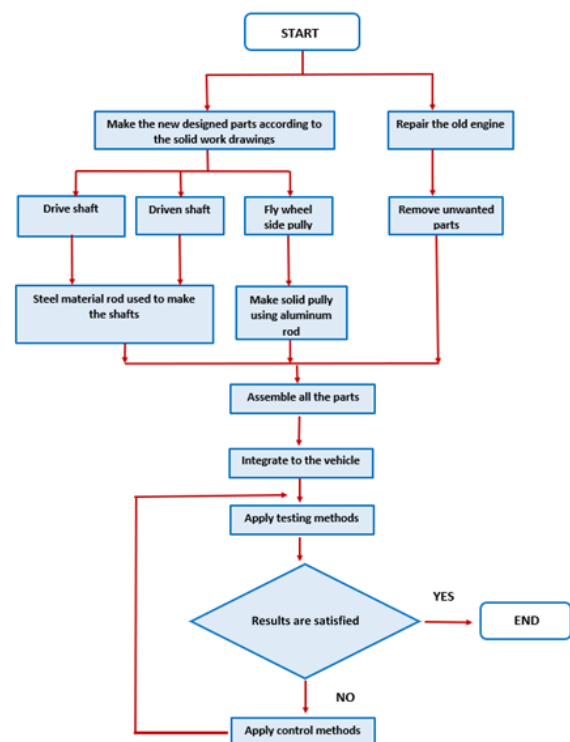 START
Make the new designed parts according to
the solid work drawings
Repair the old engine
Drive shaft
Driven shaft
Fly wheel
side pully
Remove unwanted
parts
Steel material rod used to make
the shafts
Make solid pully
using aluminum
rod
Assemble all the parts
Integrate to the vehicle
Apply testing methods
Results are satisfied
YES
END
NO
Apply control methods